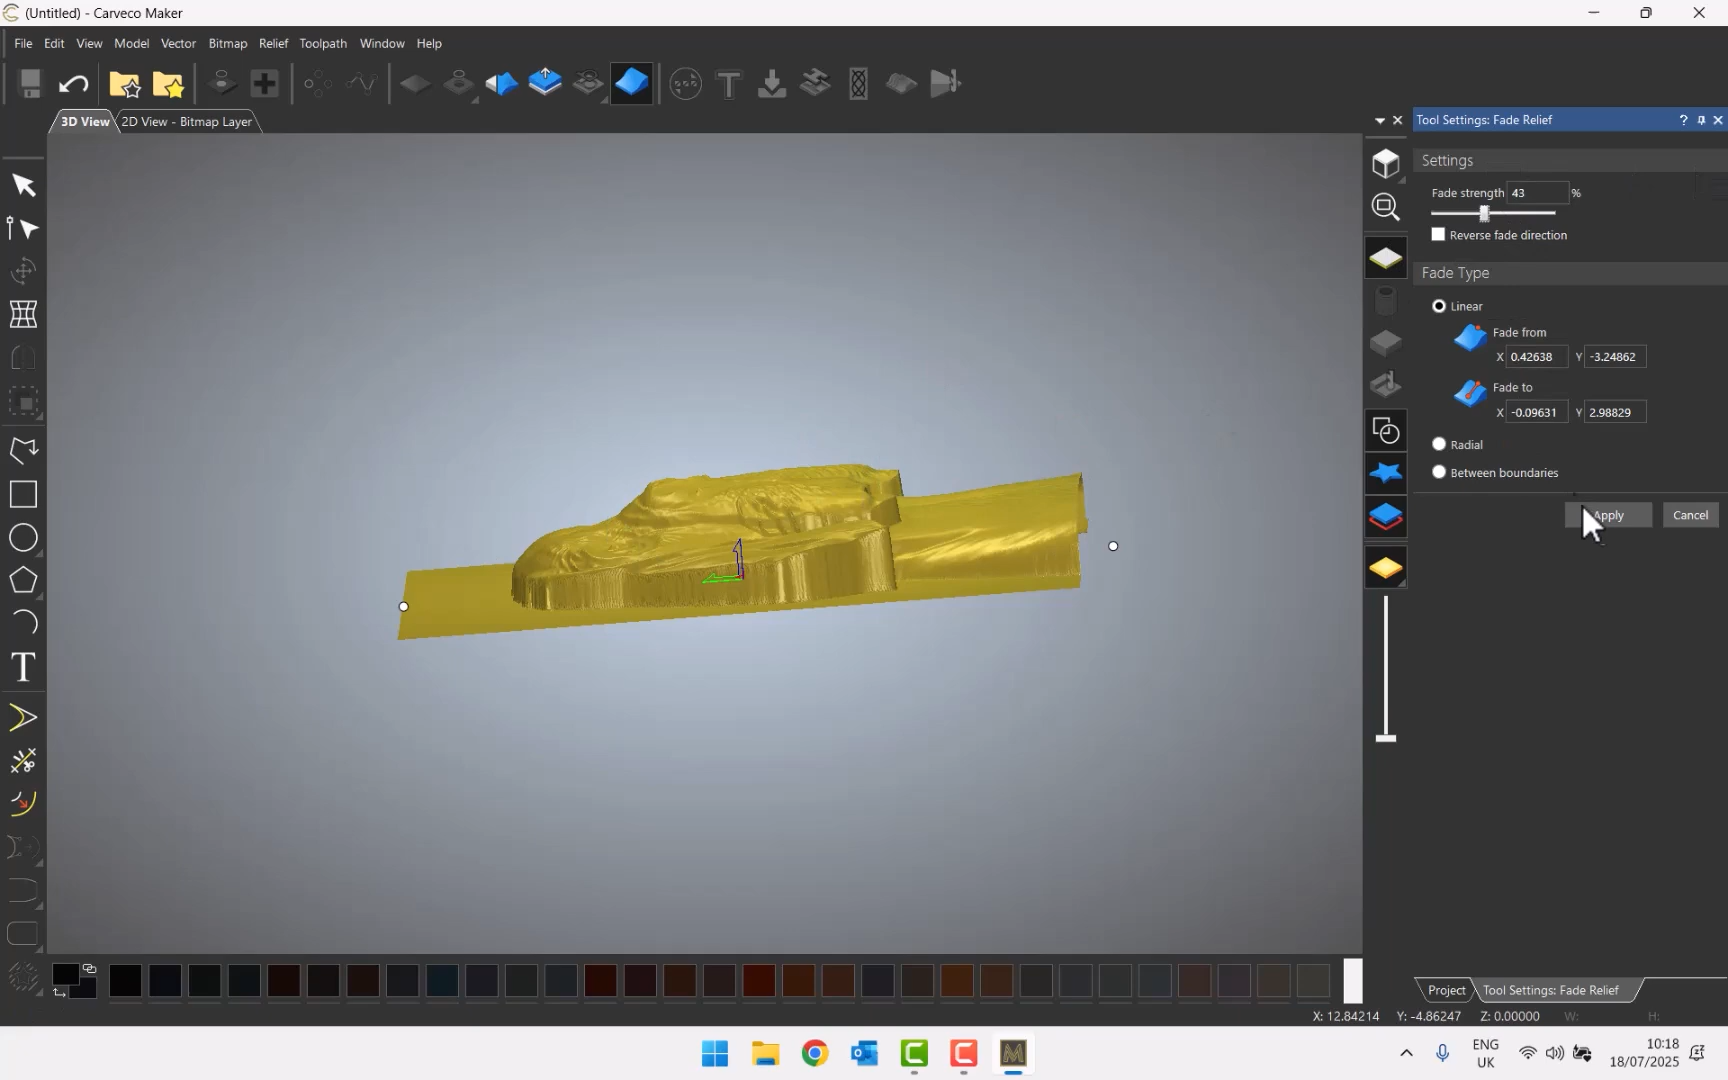 (Untitled) - Carveco Maker
File Edit View Model Vector Bitmap Relief Toolpath Window Help
3D View 2D View - Bitmap Layer
Tool Settings: Fade Relief
Settings
Fade strength 43 %
Reverse fade direction
Fade Type
Linear
Fade from
X 0.42638 Y -3.24862
Fade to
X -0.09631 Y 2.98829
Radial
Between boundaries
Apply Cancel
Project Tool Settings: Fade Relief
X: 12.84214 Y: -4.86247 Z: 0.00000 W: H:
ENG
UK
10:18
18/07/2025